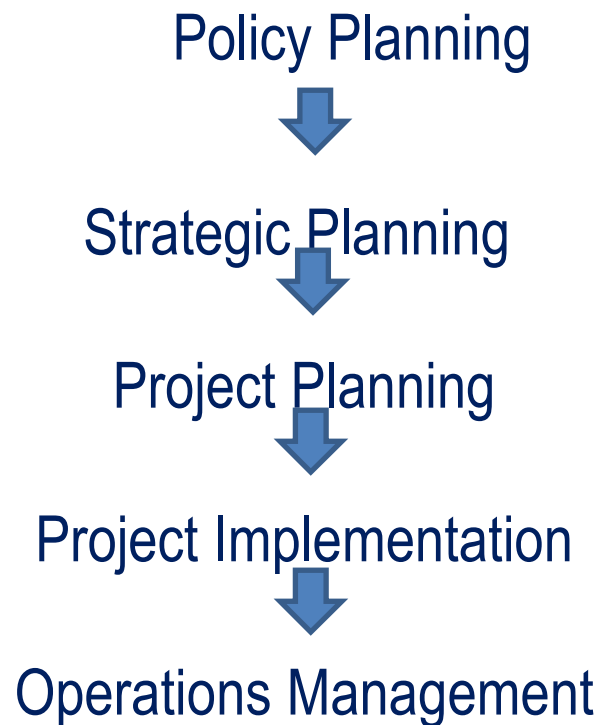 Policy Planning
Strategic Planning
Project Planning
Project Implementation
Operations Management